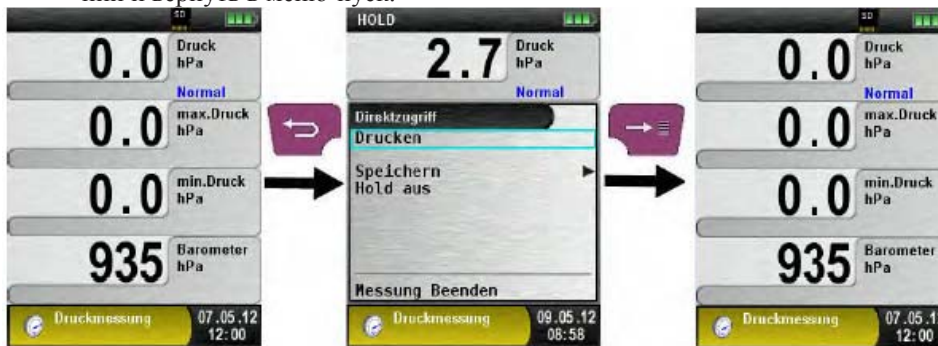 SD
0.0 Druck
hPa
Normal
0.0 max.Druck
hPa
0.0 min.Druck
hPa
935 Barometer
hPa
Druckmessung 07.05.12
12:00
HOLD
2.7 Druck
hPa
Normal
Direktzugriff
Drucken
Speichern
Hold aus
Messung Beenden
Druckmessung 09.05.12
08:58
SD
0.0 Druck
hPa
Normal
0.0 max.Druck
hPa
0.0 min.Druck
hPa
935 Barometer
hPa
Druckmessung 07.05.1
12:00